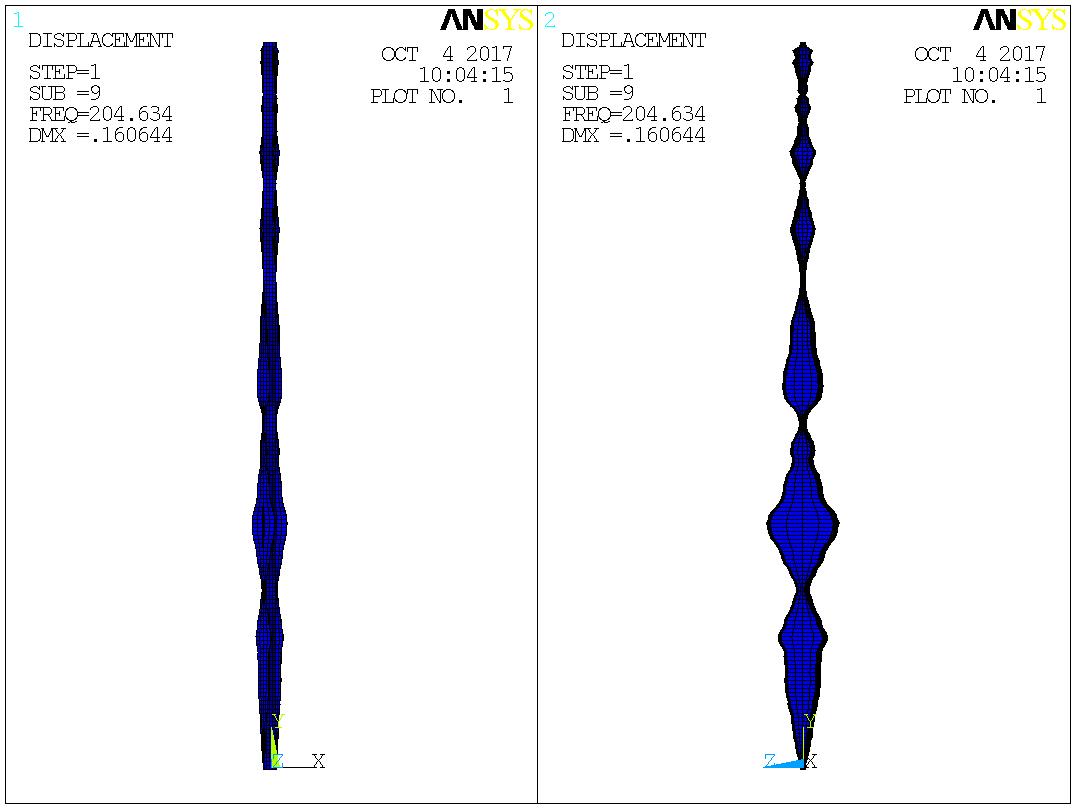 1
ANSYS
DISPLACEMENT
STEP=1
SUB =9
FREQ=204.634
DMX =.160644
OCT  4 2017
10:04:15
PLOT NO.   1
Y
Z
X
2
ANSYS
DISPLACEMENT
STEP=1
SUB =9
FREQ=204.634
DMX =.160644
OCT  4 2017
10:04:15
PLOT NO.   1
Y
Z
X